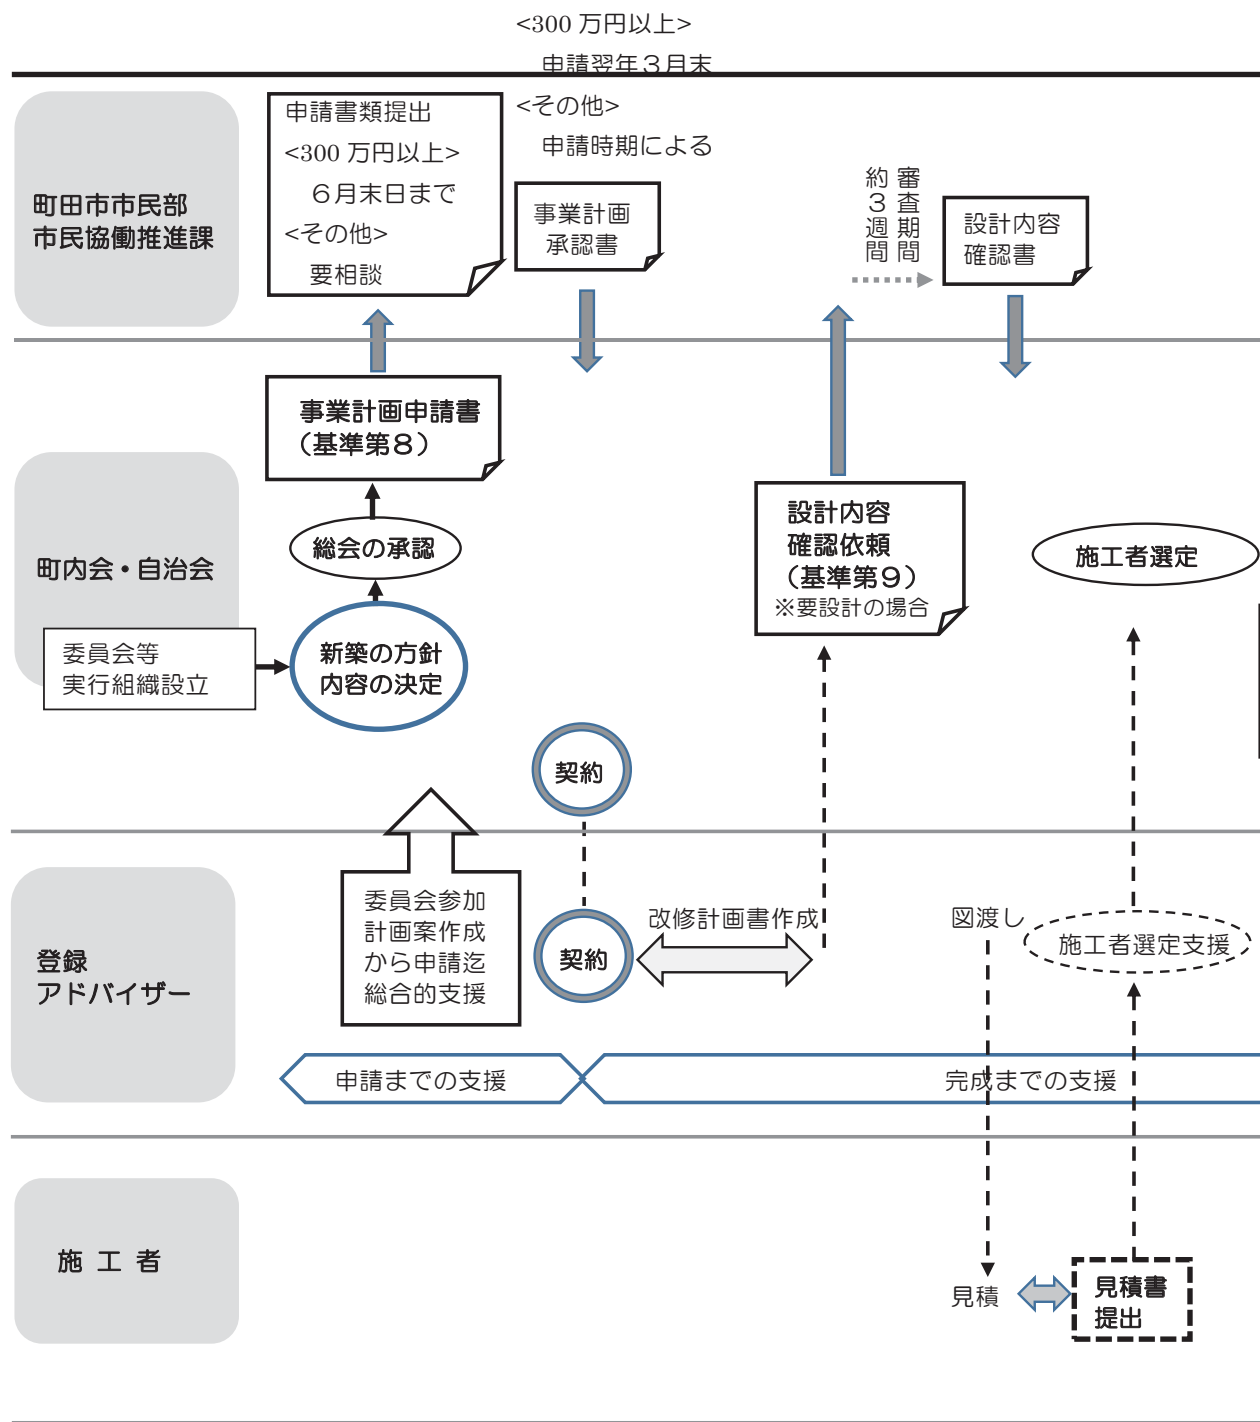 <300 万円以上>
申請翌年３月末
<その他>
申請時期による
町田市市民部
市民協働推進課
申請書類提出
<300 万円以上>
６月末日まで
<その他>
要相談
事業計画
承認書
審査期間
約３週間
設計内容
確認書
町内会・自治会
事業計画申請書
（基準第８）
総会の承認
委員会等
実行組織設立
新築の方針
内容の決定
設計内容
確認依頼
（基準第９）
※要設計の場合
施工者選定
契約
登録
アドバイザー
委員会参加
計画案作成
から申請迄
総合的支援
契約
改修計画書作成
図渡し
施工者選定支援
申請までの支援
完成までの支援
施 工 者
見積
見積書
提出